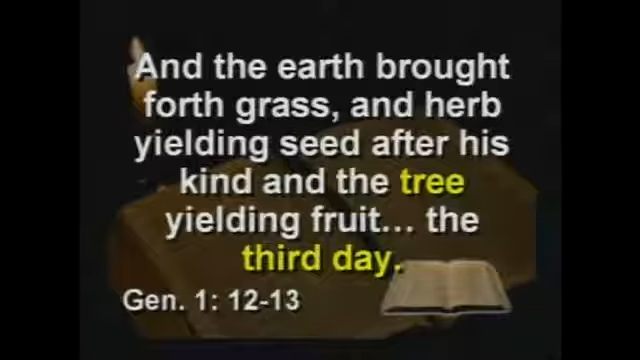 And the earth brought
forth grass, and herb
yielding seed after his
kind and the tree
yielding fruit... the
third day.
Gen. 1: 12-13